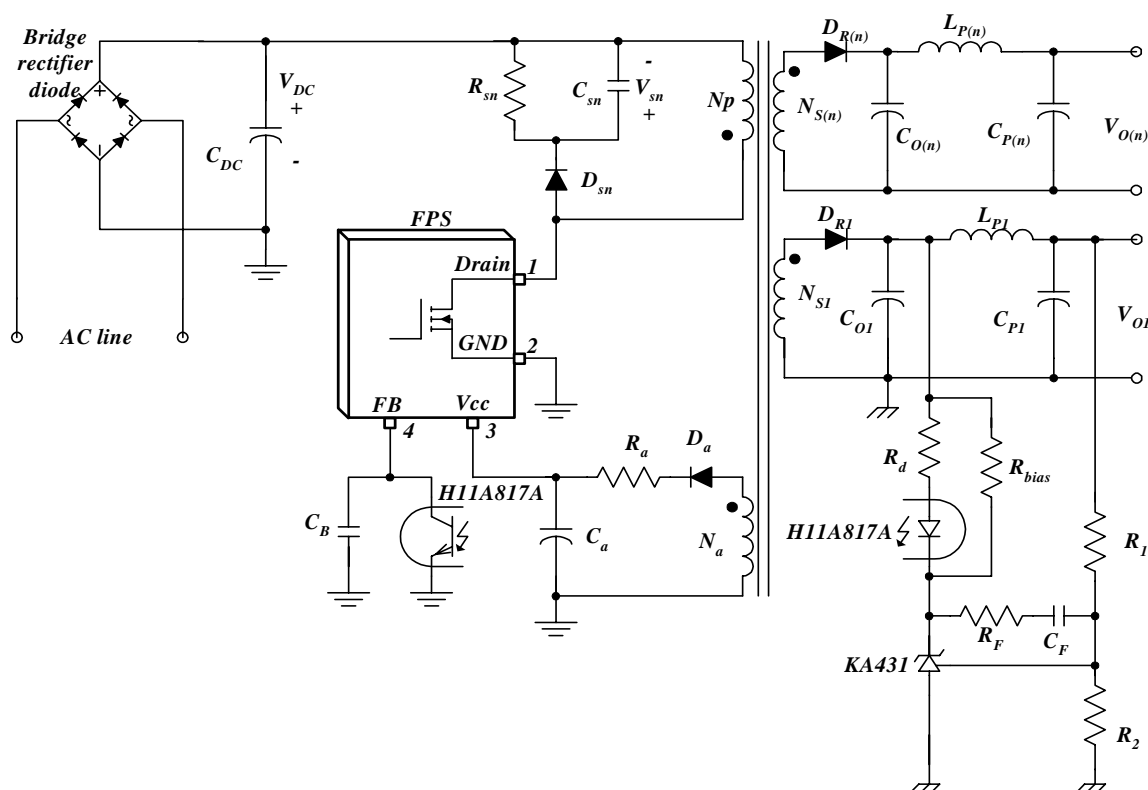 Bridge
rectifier
diode
V_DC
+
C_DC
-
AC line
R_sn
C_sn
-
V_sn
+
D_sn
Np
FPS
Drain
1
GND
2
FB
Vcc
4
3
H11A817A
C_B
R_a
D_a
C_a
N_a
D_R(n)
L_P(n)
N_S(n)
C_O(n)
C_P(n)
V_O(n)
D_R1
L_P1
N_S1
C_O1
C_P1
V_O1
R_d
R_bias
H11A817A
R_1
R_F
C_F
KA431
R_2